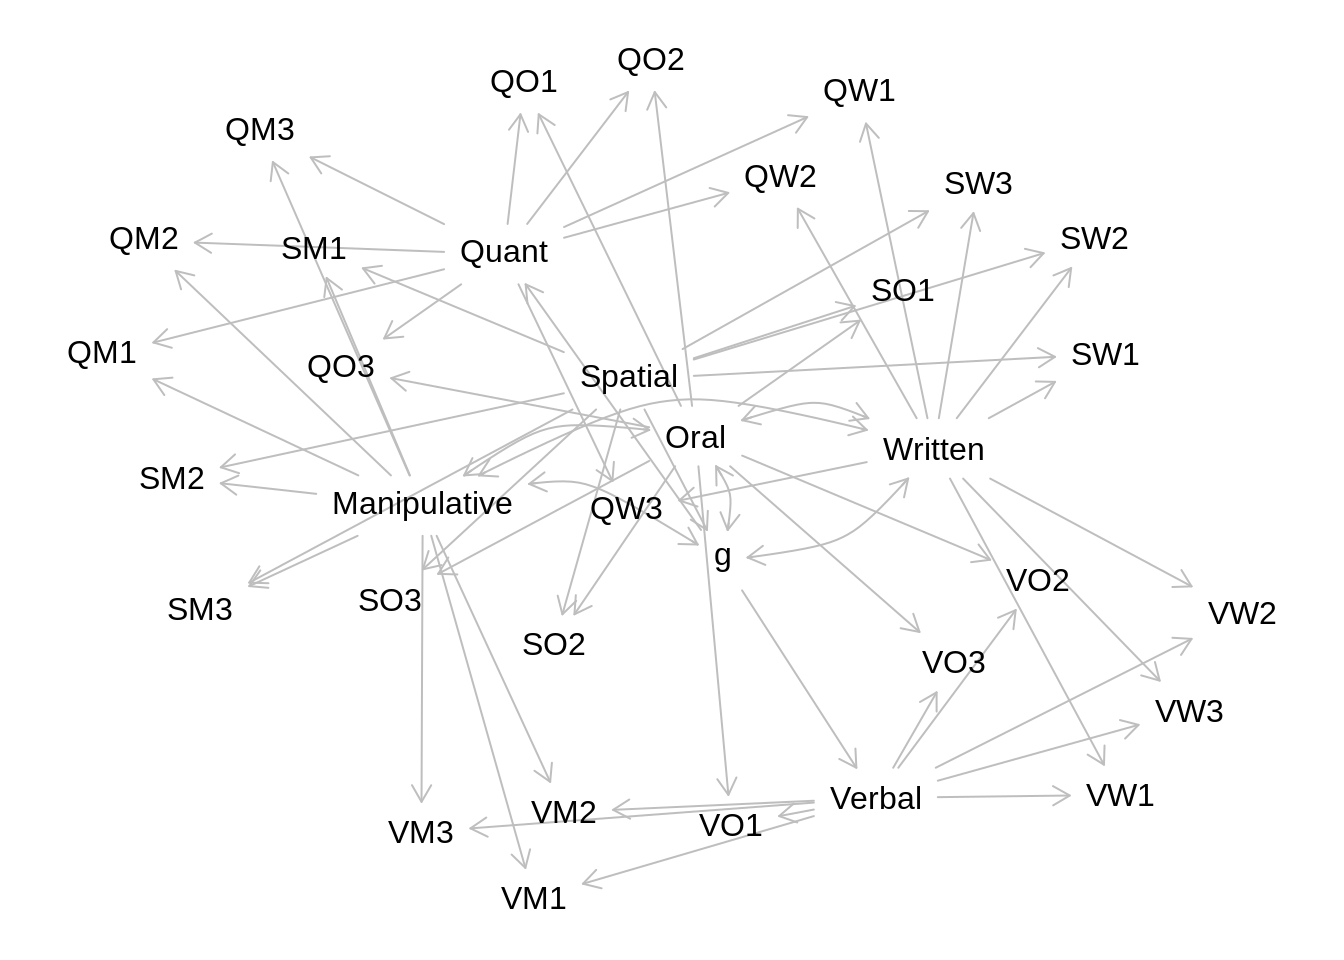 QO2
QO1
QW1
QM3
QW2
SW3
QM2
SW2
SM1
Quant
SO1
QM1
SW1
QO3
Spatial
Oral
Written
SM2
Manipulative
QW3
g
VO2
SO3
SM3
VW2
SO2
VO3
VW3
VW1
Verbal
VM2
VO1
VM3
VM1